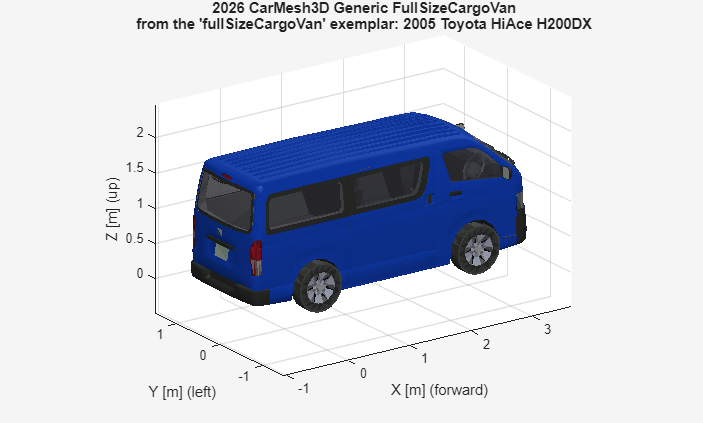 2026 CarMesh3D Generic FullSizeCargoVan
from the 'fullSizeCargoVan' exemplar: 2005 Toyota HiAce H200DX
2
1.5
1
0.5
0
Z [m] (up)
1
0
-1
Y [m] (left)
-1
0
1
2
3
X [m] (forward)